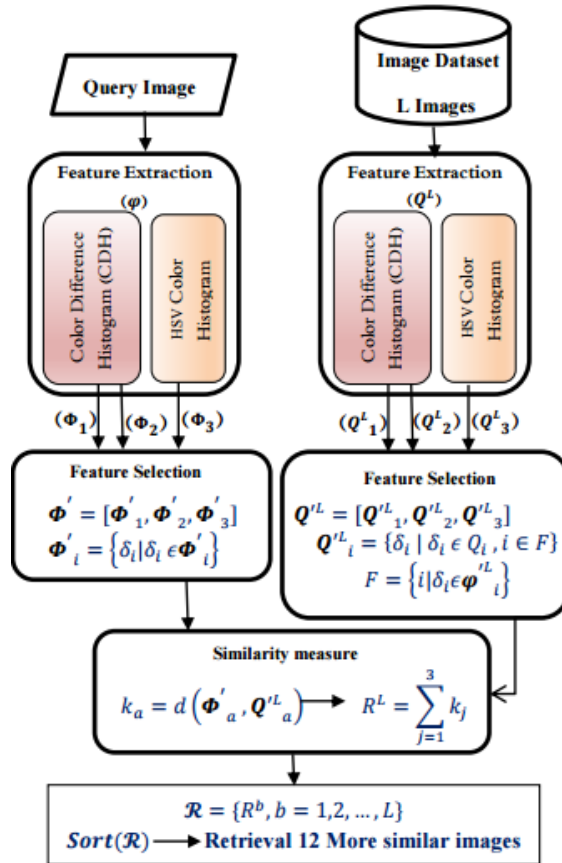 Query Image
Image Dataset
L Images
Feature Extraction
(φ)
Color Difference
Histogram (CDH)
HSV Color
Histogram
Feature Extraction
(Q^L)
Color Difference
Histogram (CDH)
HSV Color
Histogram
(Φ₁) (Φ₂) (Φ₃)
(Q^L₁) (Q^L₂) (Q^L₃)
Feature Selection
Φ′ = [Φ′₁, Φ′₂, Φ′₃]
Φ′ᵢ = {δᵢ|δᵢ ϵΦ′ᵢ}
Feature Selection
Q′^L = [Q′^L₁, Q′^L₂, Q′^L₃]
Q′^Lᵢ = {δᵢ | δᵢ ϵ Qᵢ , i ∈ F}
F = {i|δᵢϵφ′^Lᵢ}
Similarity measure
kₐ = d (Φ′ₐ , Q′^Lₐ) → R^L = ∑_{j=1}^{3} kⱼ
𝓡 = {R^b, b = 1,2, … , L}
Sort(𝓡) → Retrieval 12 More similar images